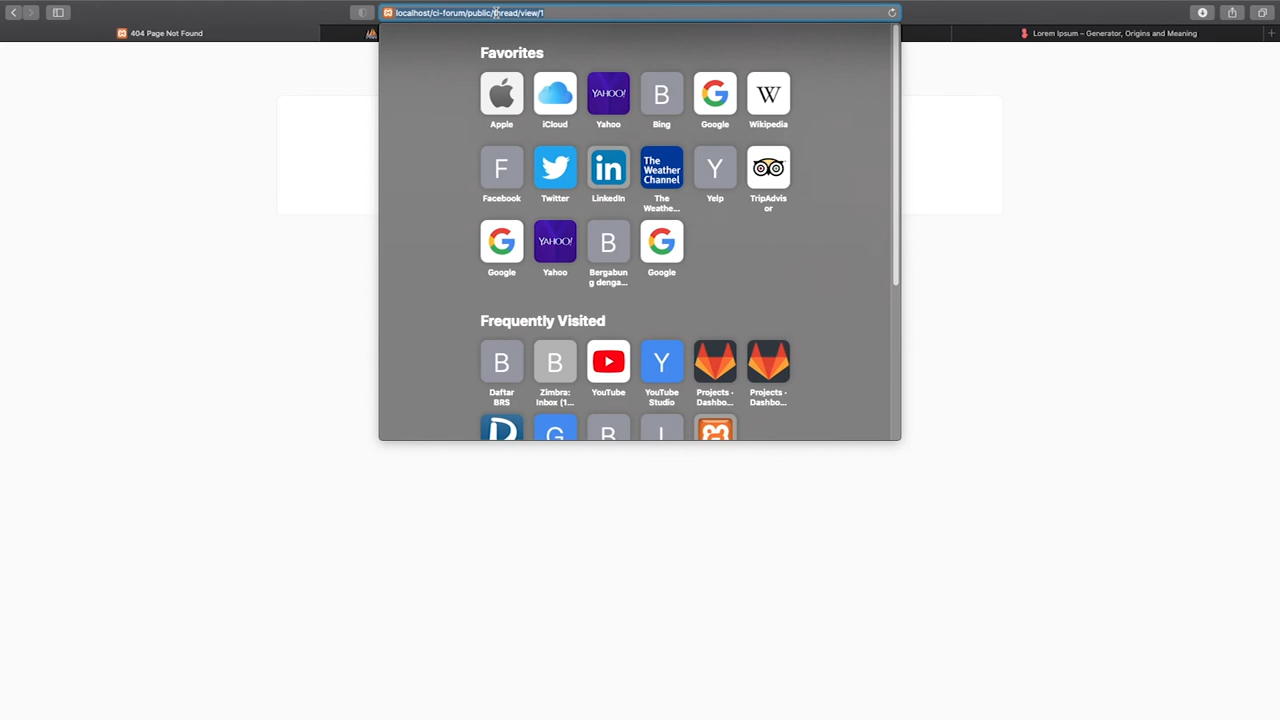 localhost/ci-forum/public/thread/view/1
404 Page Not Found
Lorem Ipsum – Generator, Origins and Meaning
Favorites
YAHOO!
B
W
Apple
iCloud
Yahoo
Bing
Google
Wikipedia
F
in
The Weather Channel
Y
Facebook
Twitter
LinkedIn
The Weathe...
Yelp
TripAdvisor
YAHOO!
B
Google
Yahoo
Bergabung denga...
Google
Frequently Visited
B
B
Y
Daftar BRS
Zimbra: Inbox (1...
YouTube
YouTube Studio
Projects · Dashbo...
Projects · Dashbo...
G
B